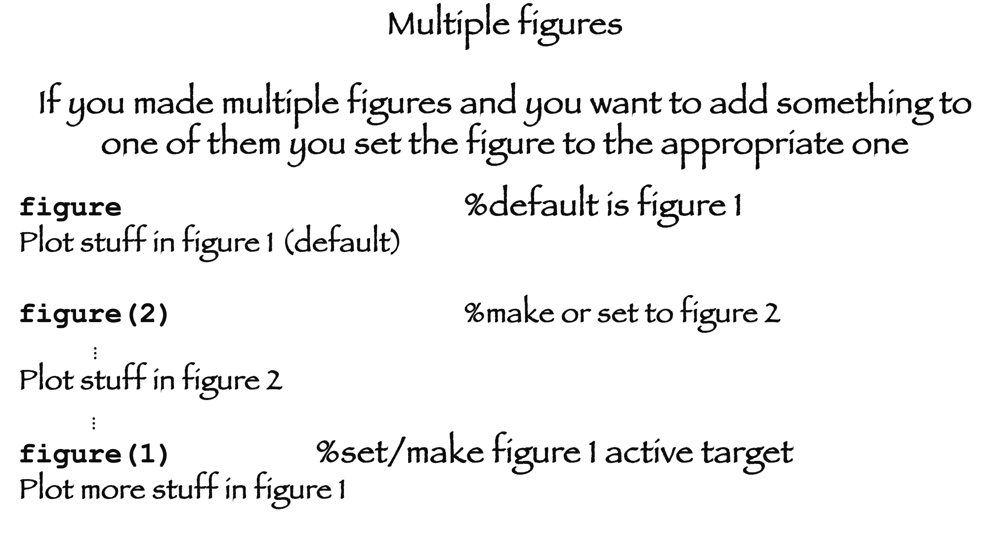 Multiple figures
If you made multiple figures and you want to add something to
one of them you set the figure to the appropriate one
figure %default is figure 1
Plot stuff in figure 1 (default)
figure(2) %make or set to figure 2
⋮
Plot stuff in figure 2
⋮
figure(1) %set/make figure 1 active target
Plot more stuff in figure 1